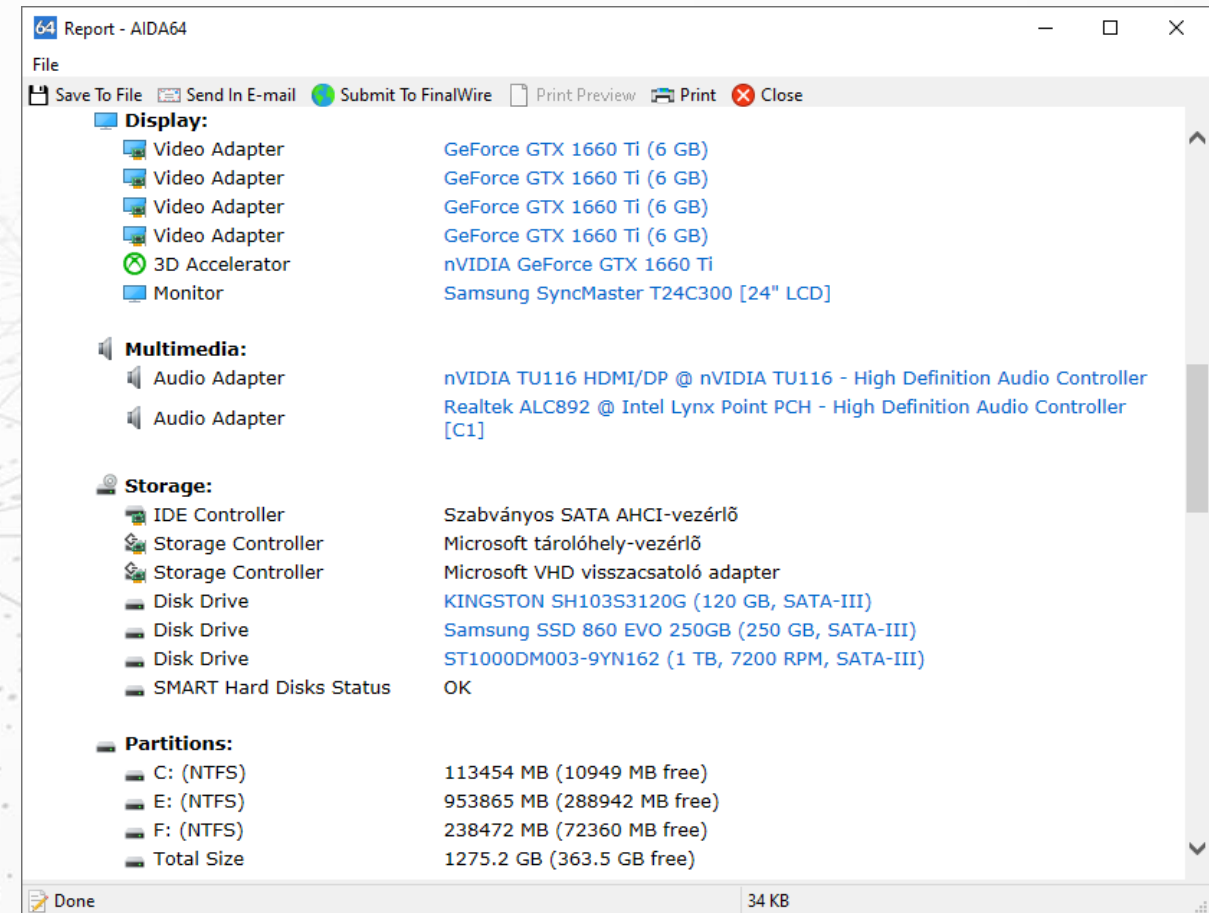 64 Report - AIDA64
File
Save To File Send In E-mail Submit To FinalWire Print Preview Print Close
Display:
Video Adapter GeForce GTX 1660 Ti (6 GB)
Video Adapter GeForce GTX 1660 Ti (6 GB)
Video Adapter GeForce GTX 1660 Ti (6 GB)
Video Adapter GeForce GTX 1660 Ti (6 GB)
3D Accelerator nVIDIA GeForce GTX 1660 Ti
Monitor Samsung SyncMaster T24C300 [24" LCD]
Multimedia:
Audio Adapter nVIDIA TU116 HDMI/DP @ nVIDIA TU116 - High Definition Audio Controller
Audio Adapter Realtek ALC892 @ Intel Lynx Point PCH - High Definition Audio Controller
[C1]
Storage:
IDE Controller Szabványos SATA AHCI-vezérlõ
Storage Controller Microsoft tárolóhely-vezérlõ
Storage Controller Microsoft VHD visszacsatoló adapter
Disk Drive KINGSTON SH103S3120G (120 GB, SATA-III)
Disk Drive Samsung SSD 860 EVO 250GB (250 GB, SATA-III)
Disk Drive ST1000DM003-9YN162 (1 TB, 7200 RPM, SATA-III)
SMART Hard Disks Status OK
Partitions:
C: (NTFS) 113454 MB (10949 MB free)
E: (NTFS) 953865 MB (288942 MB free)
F: (NTFS) 238472 MB (72360 MB free)
Total Size 1275.2 GB (363.5 GB free)
Done 34 KB